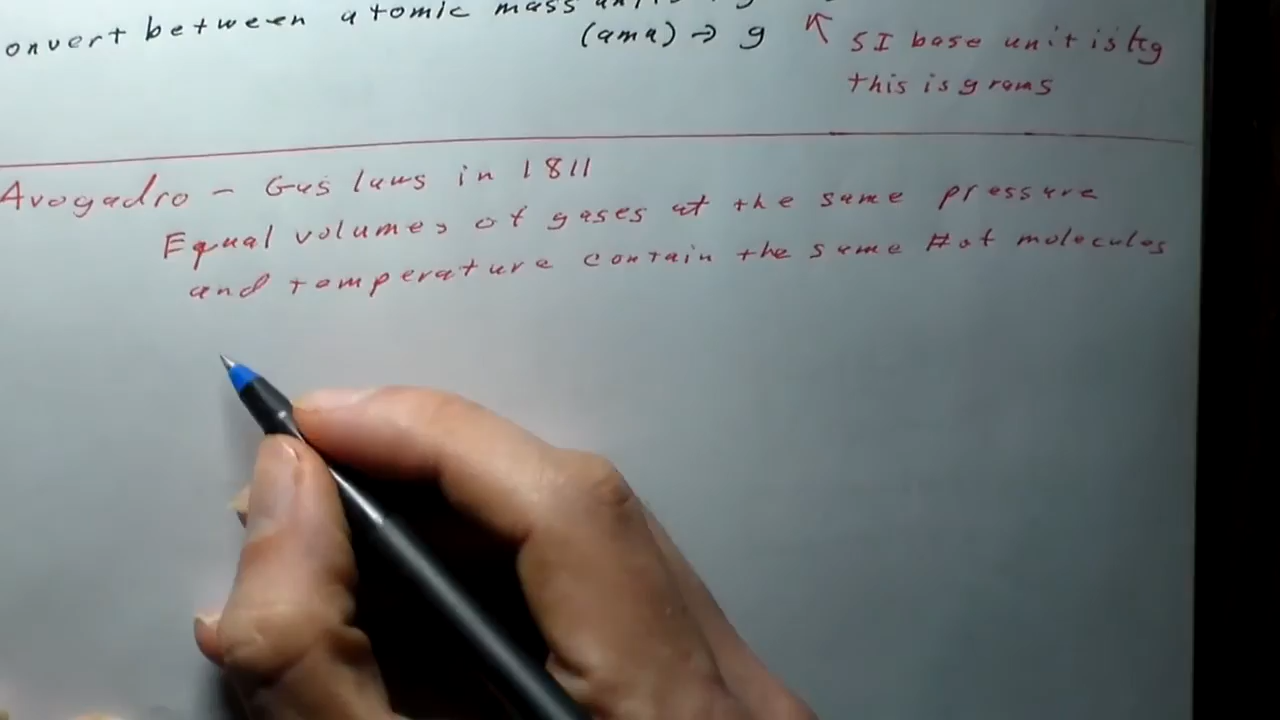 onvert between atomic mass
(amu) → g
SI base unit is kg
this is grams
Avogadro - Gas laws in 1811
Equal volumes of gases at the same pressure
and temperature contain the same # of molecules